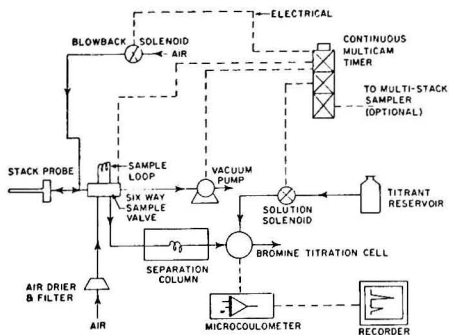 ELECTRICAL
BLOWBACK SOLENOID
AIR
CONTINUOUS
MULTICAM
TIMER
TO MULTI-STACK
SAMPLER
(OPTIONAL)
STACK PROBE
SAMPLE
LOOP
SIX WAY
SAMPLE
VALVE
VACUUM
PUMP
SOLUTION
SOLENOID
TITRANT
RESERVOIR
SEPARATION
COLUMN
BROMINE TITRATION CELL
AIR DRIER
& FILTER
AIR
MICROCOULOMETER
RECORDER